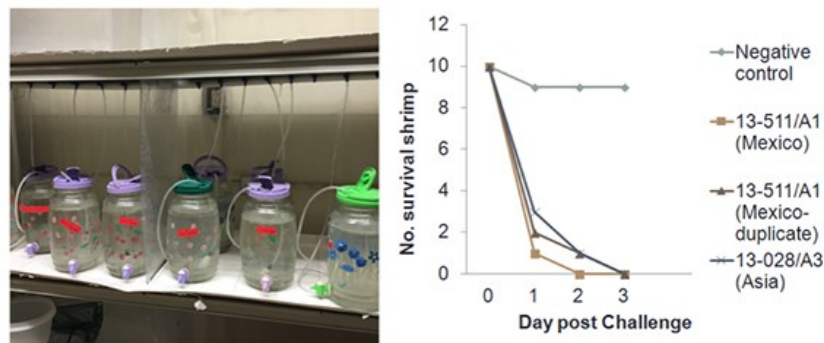 12
10
8
6
4
2
0
No. survival shrimp
0 1 2 3
Day post Challenge
Negative
control
13-511/A1
(Mexico)
13-511/A1
(Mexico-
duplicate)
13-028/A3
(Asia)